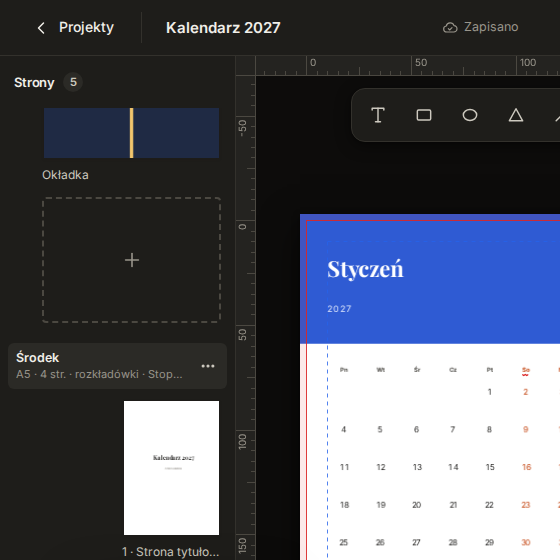 Projekty
Kalendarz 2027
Zapisano
Strony 5
0 50 100
-50
0
50
100
150
Okładka
Środek
A5 · 4 str. · rozkładówki · Stop...
Kalendarz 2027
1 · Strona tytuło...
Styczeń
2027
Pn Wt Śr Cz Pt So
1 2
4 5 6 7 8 9
11 12 13 14 15 16
18 19 20 21 22 23
25 26 27 28 29 30